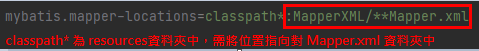 mybatis.mapper-locations=classpath*:MapperXML/**Mapper.xml
classpath* 為 resources資料夾中，需將位置指向對 Mapper.xml 資料夾中